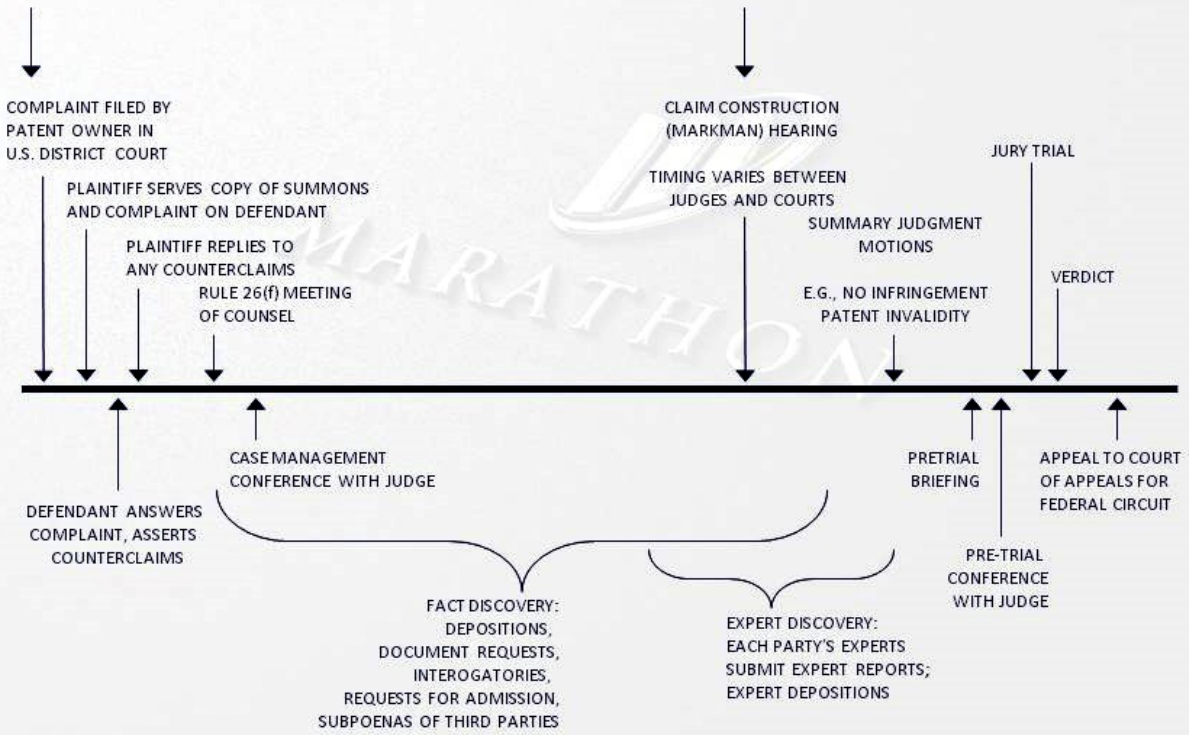 COMPLAINT FILED BY
PATENT OWNER IN
U.S. DISTRICT COURT
PLAINTIFF SERVES COPY OF SUMMONS
AND COMPLAINT ON DEFENDANT
PLAINTIFF REPLIES TO
ANY COUNTERCLAIMS
RULE 26(f) MEETING
OF COUNSEL
CLAIM CONSTRUCTION
(MARKMAN) HEARING
TIMING VARIES BETWEEN
JUDGES AND COURTS
SUMMARY JUDGMENT
MOTIONS
E.G., NO INFRINGEMENT
PATENT INVALIDITY
JURY TRIAL
VERDICT
MARATHON
DEFENDANT ANSWERS
COMPLAINT, ASSERTS
COUNTERCLAIMS
CASE MANAGEMENT
CONFERENCE WITH JUDGE
FACT DISCOVERY:
DEPOSITIONS,
DOCUMENT REQUESTS,
INTEROGATORIES,
REQUESTS FOR ADMISSION,
SUBPOENAS OF THIRD PARTIES
EXPERT DISCOVERY:
EACH PARTY'S EXPERTS
SUBMIT EXPERT REPORTS;
EXPERT DEPOSITIONS
PRETRIAL
BRIEFING
PRE-TRIAL
CONFERENCE
WITH JUDGE
APPEAL TO COURT
OF APPEALS FOR
FEDERAL CIRCUIT